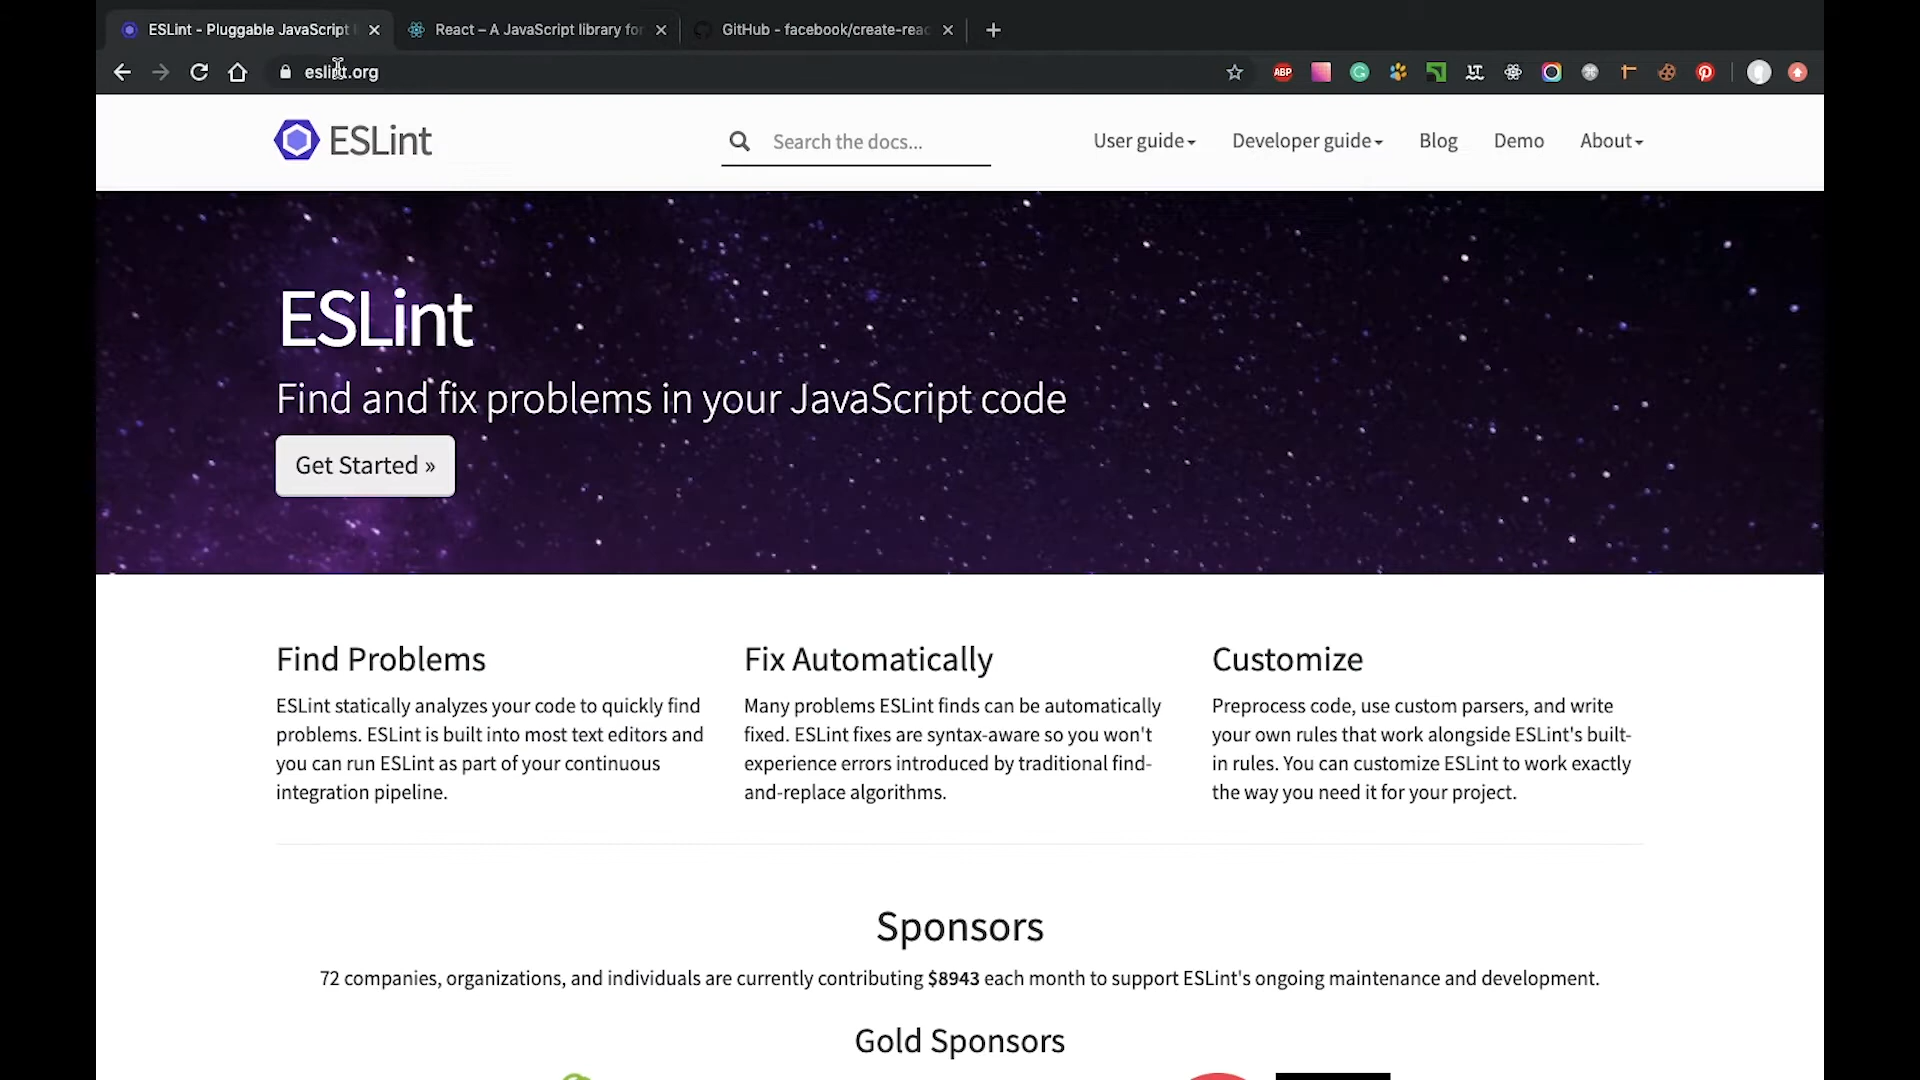 ESLint - Pluggable JavaScript
React – A JavaScript library for
GitHub - facebook/create-reac
eslint.org
ABP
ESLint
Search the docs...
User guide
Developer guide
Blog
Demo
About
ESLint
Find and fix problems in your JavaScript code
Get Started »
Find Problems
ESLint statically analyzes your code to quickly find
problems. ESLint is built into most text editors and
you can run ESLint as part of your continuous
integration pipeline.
Fix Automatically
Many problems ESLint finds can be automatically
fixed. ESLint fixes are syntax-aware so you won't
experience errors introduced by traditional find-
and-replace algorithms.
Customize
Preprocess code, use custom parsers, and write
your own rules that work alongside ESLint's built-
in rules. You can customize ESLint to work exactly
the way you need it for your project.
Sponsors
72 companies, organizations, and individuals are currently contributing $8943 each month to support ESLint's ongoing maintenance and development.
Gold Sponsors